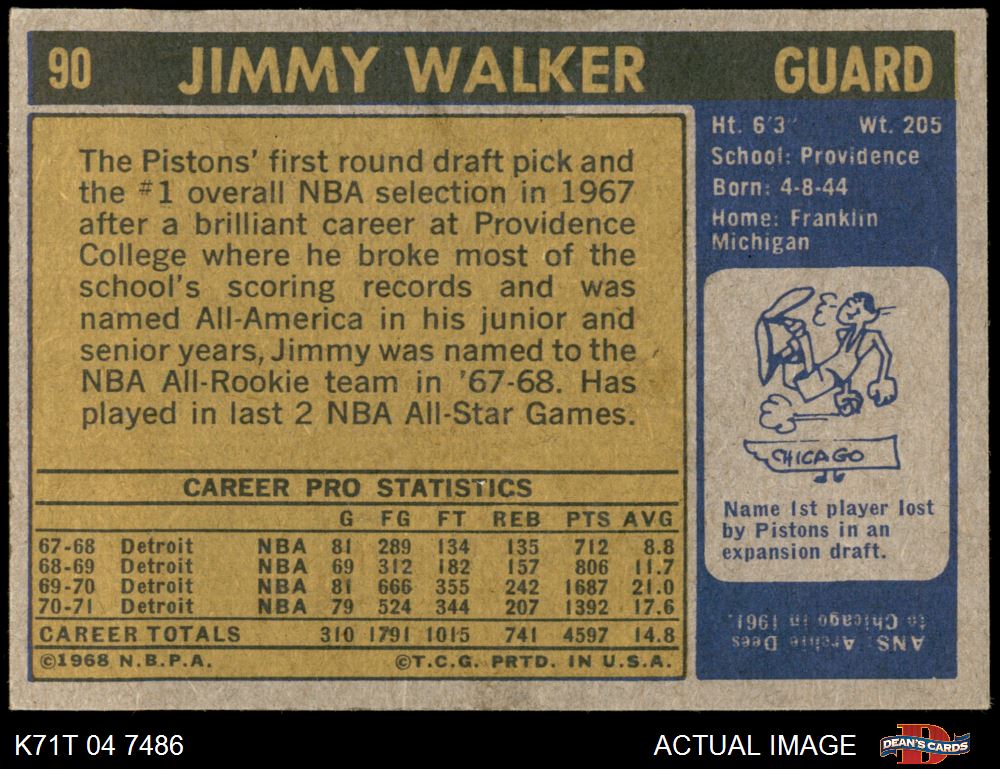 90 JIMMY WALKER GUARD
The Pistons' first round draft pick and
the #1 overall NBA selection in 1967
after a brilliant career at Providence
College where he broke most of the
school's scoring records and was
named All-America in his junior and
senior years, Jimmy was named to the
NBA All-Rookie team in '67-68. Has
played in last 2 NBA All-Star Games.
CAREER PRO STATISTICS
G FG FT REB PTS AVG
67-68 Detroit NBA 81 289 134 135 712 8.8
68-69 Detroit NBA 69 312 182 157 806 11.7
69-70 Detroit NBA 81 666 355 242 1687 21.0
70-71 Detroit NBA 79 524 344 207 1392 17.6
CAREER TOTALS 310 1791 1015 741 4597 14.8
©1968 N.B.P.A. ©T.C.G. PRTD. IN U.S.A.
Ht. 6'3" Wt. 205
School: Providence
Born: 4-8-44
Home: Franklin
Michigan
CHICAGO
Name 1st player lost
by Pistons in an
expansion draft.
ANS: Archie Dees
to Chicago in 1961.
K71T 04 7486 ACTUAL IMAGE DEAN'S CARDS